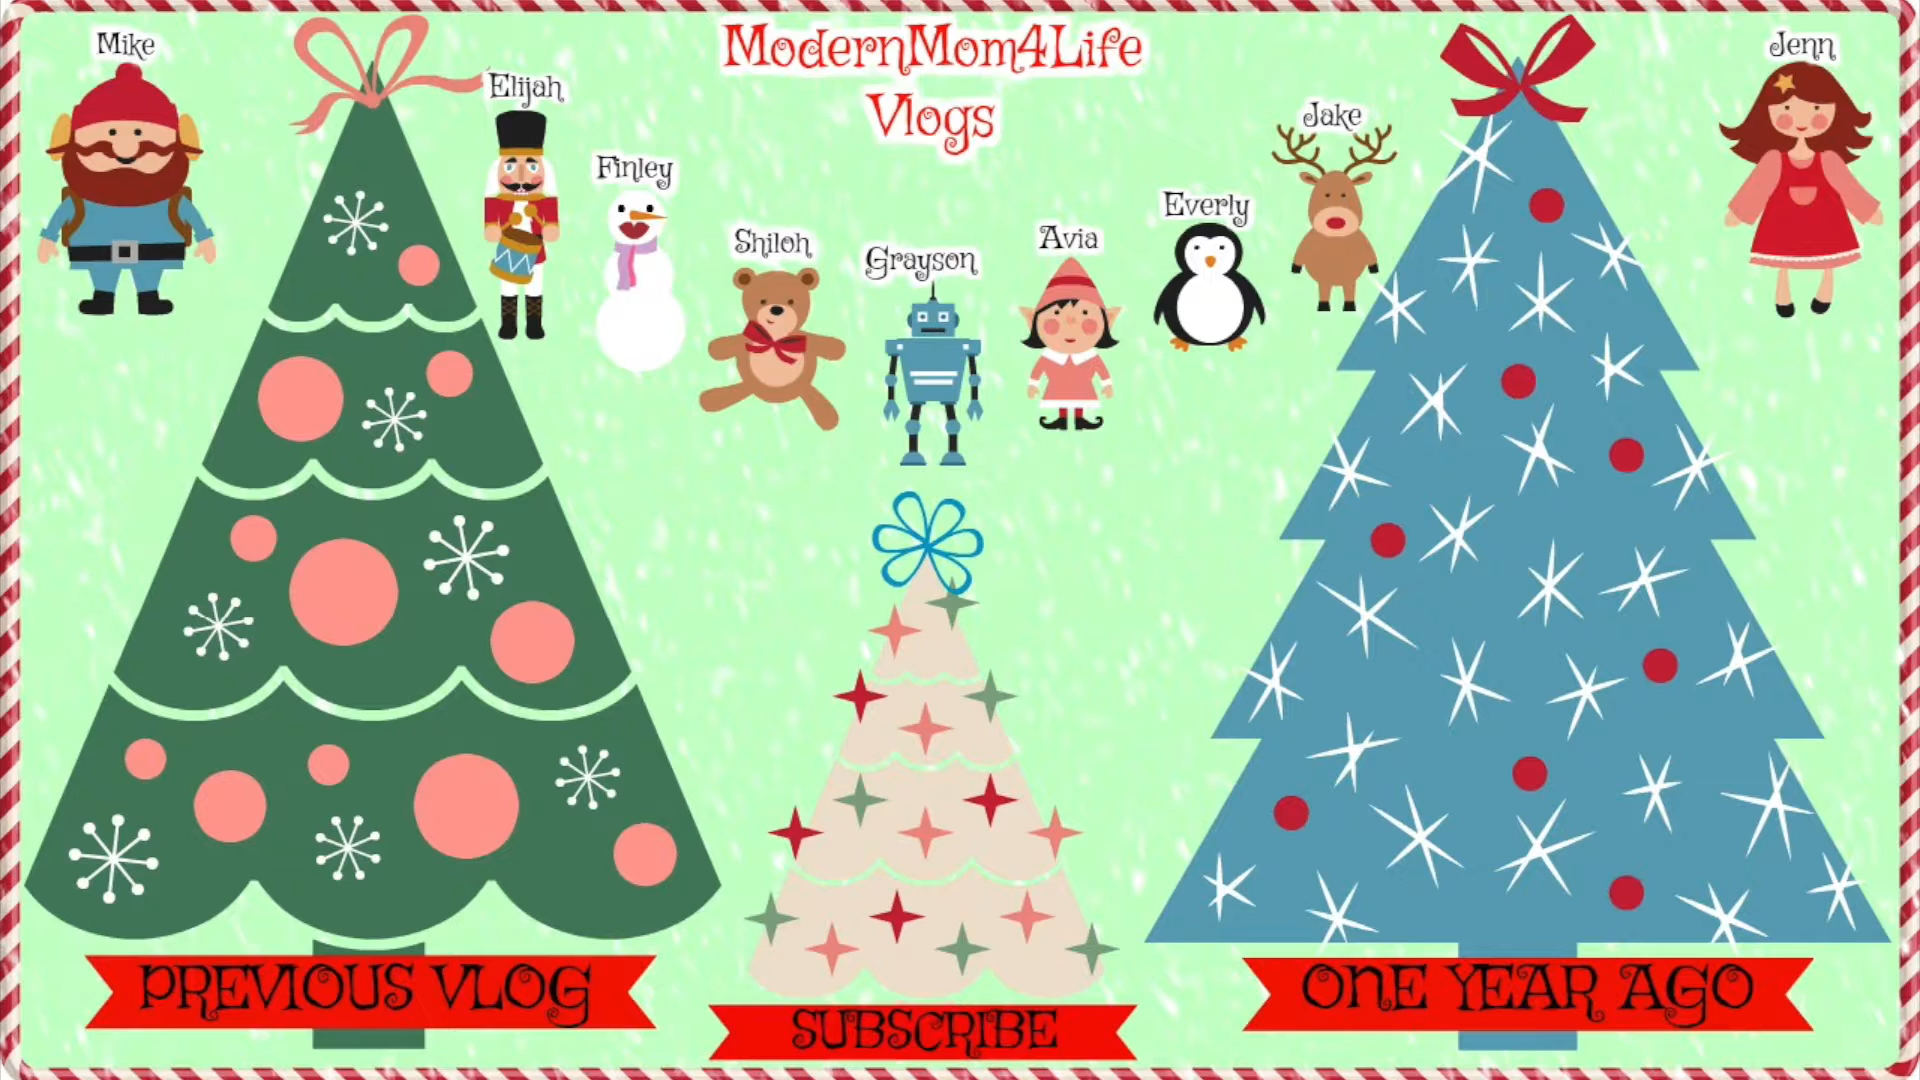 ModernMom4Life
Vlogs
Mike
Elijah
Finley
Shiloh
Grayson
Avia
Everly
Jake
Jenn
PREVIOUS VLOG
SUBSCRIBE
ONE YEAR AGO